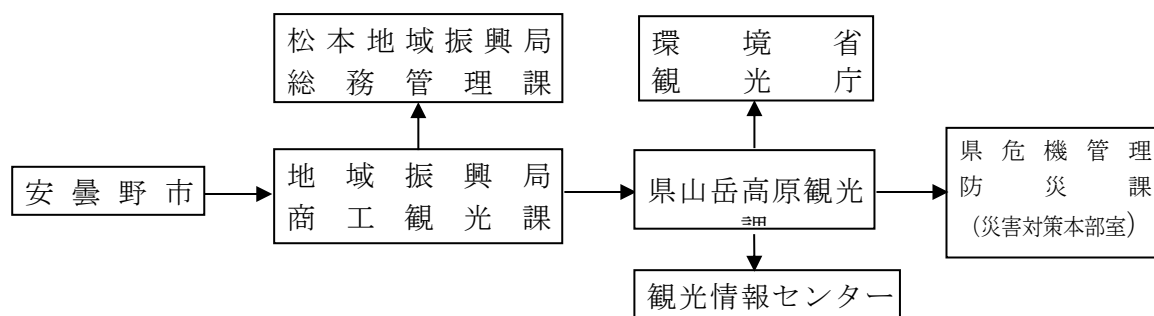 松本地域振興局
総務管理課
環境省
観光庁
安曇野市
地域振興局
商工観光課
県山岳高原観光
課
県危機管理
防災課
(災害対策本部室)
観光情報センター